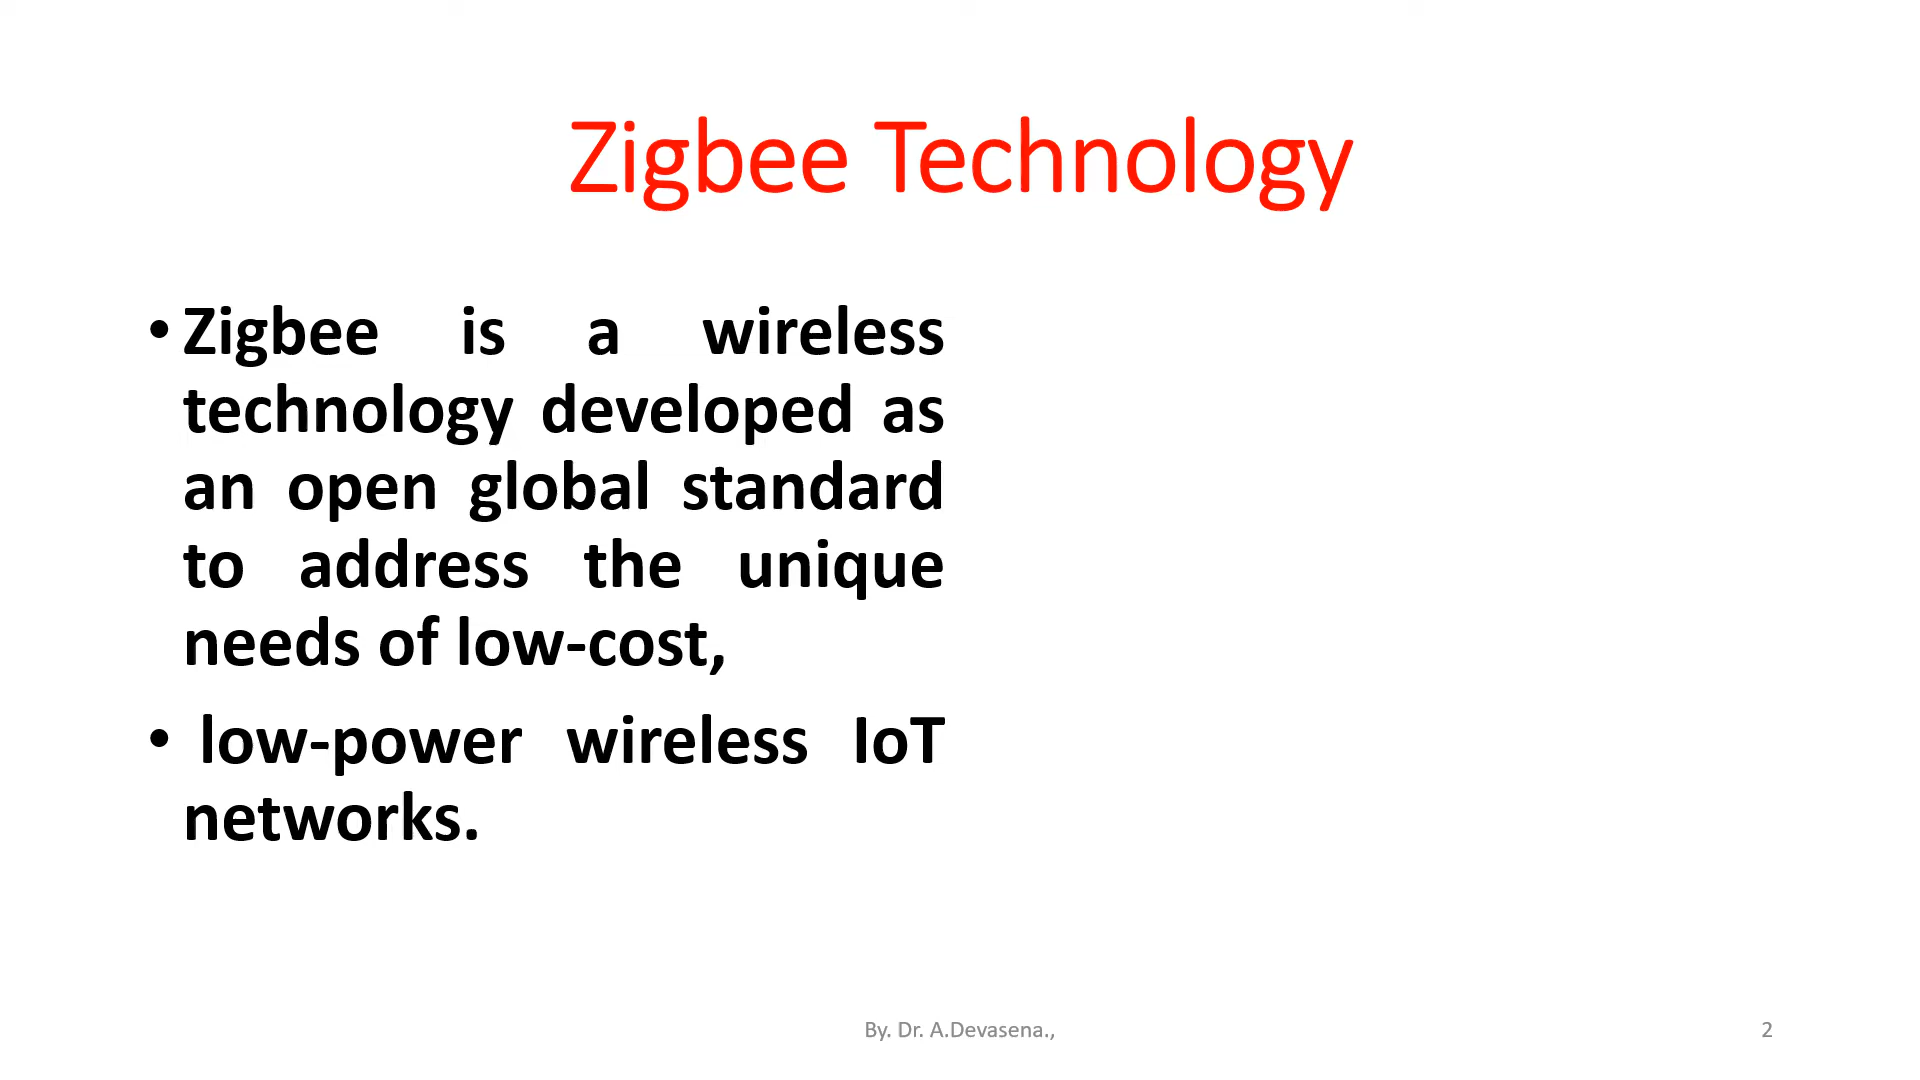 Zigbee Technology
• Zigbee is a wireless
technology developed as
an open global standard
to address the unique
needs of low-cost,
• low-power wireless IoT
networks.
By. Dr. A.Devasena.,
2